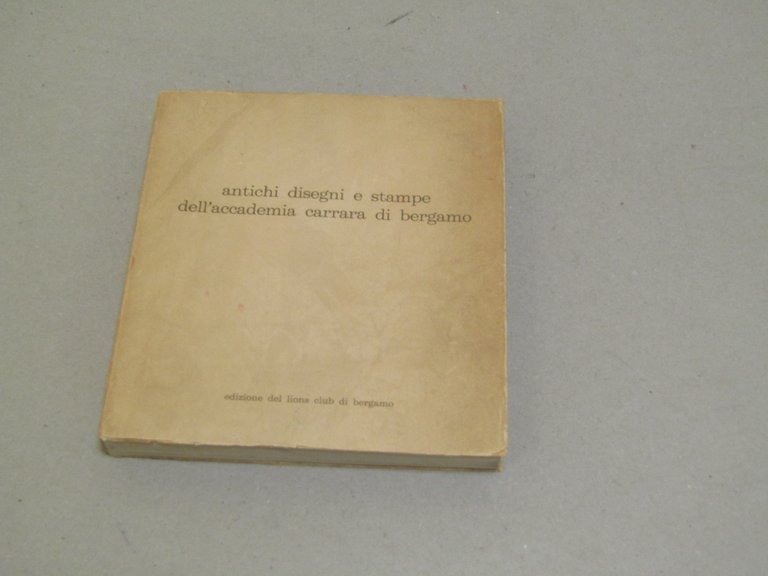 antichi disegni e stampe
dell'accademia carrara di bergamo
edizione del lions club di bergamo